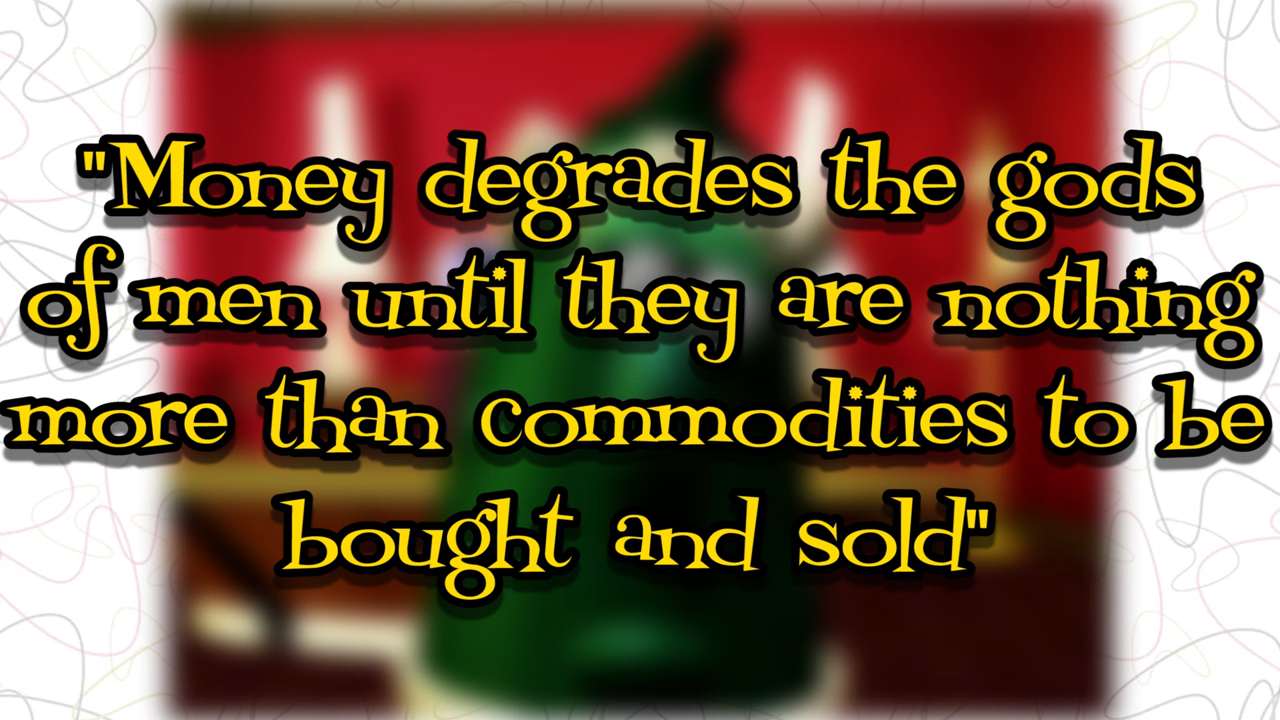 "Money degrades the gods
of men until they are nothing
more than commodities to be
bought and sold"